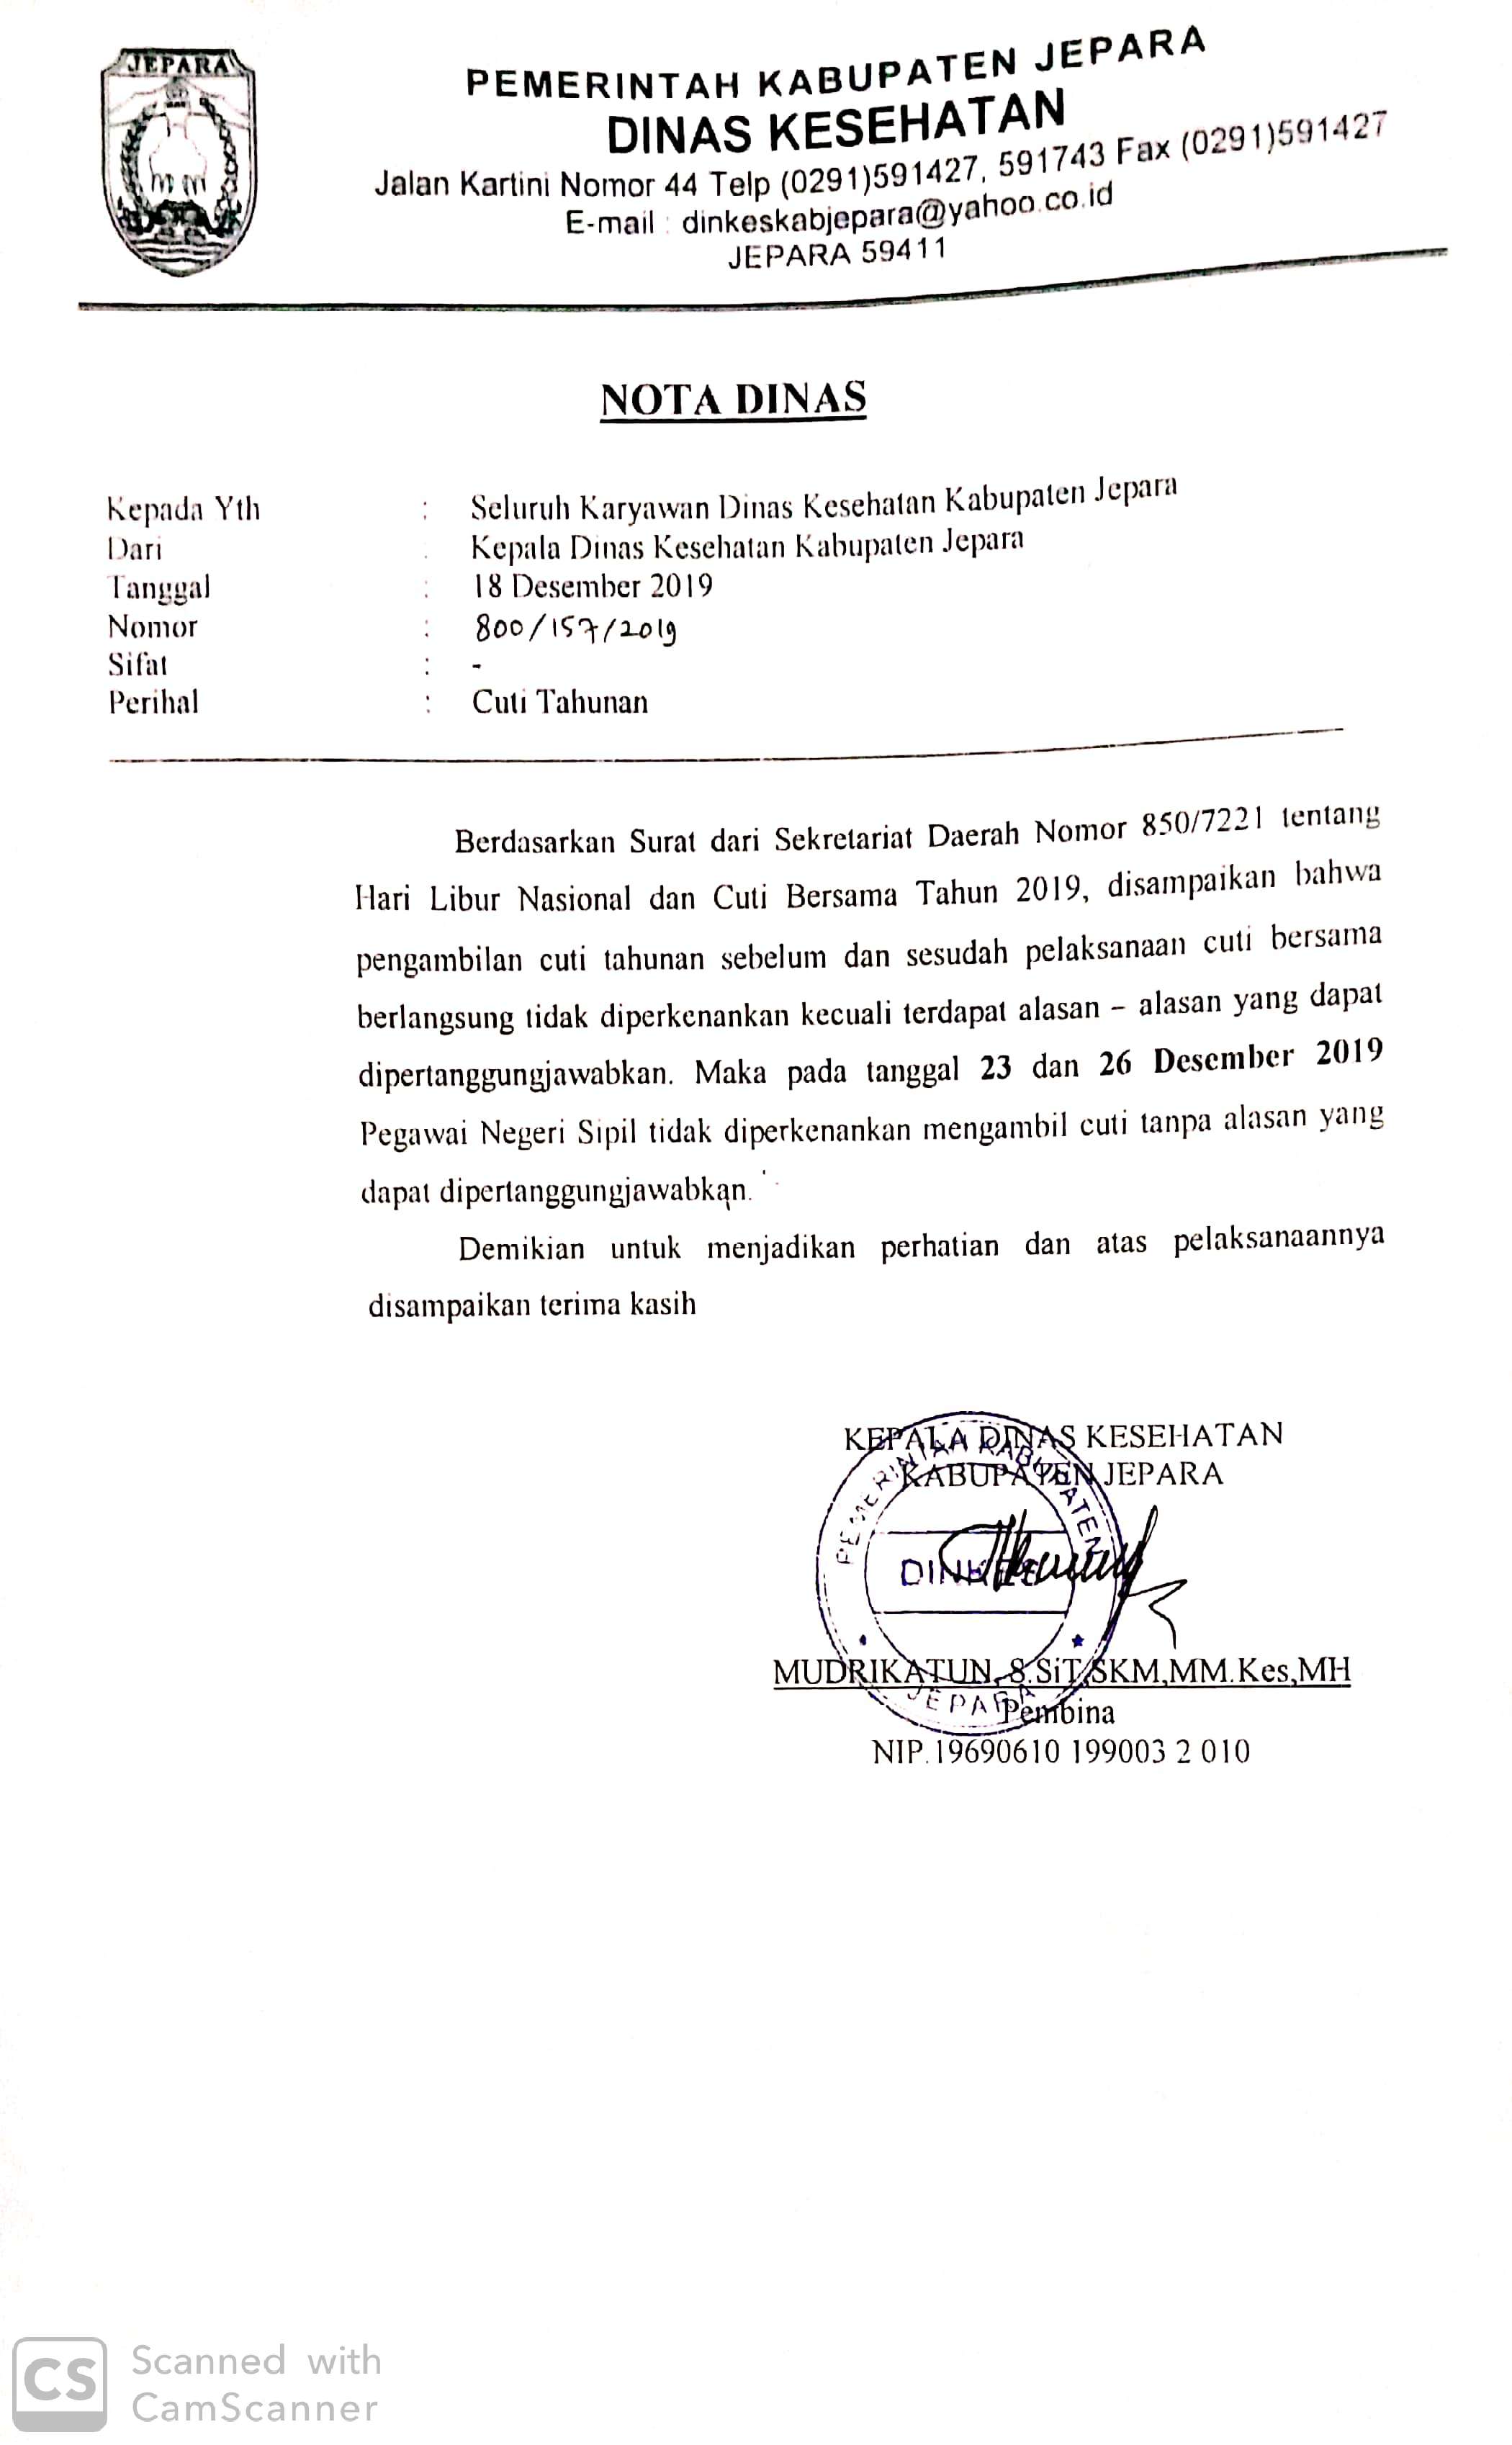 JEPARA
PEMERINTAH KABUPATEN JEPARA
DINAS KESEHATAN
Jalan Kartini Nomor 44 Telp (0291)591427, 591743 Fax (0291)591427
E-mail : dinkeskabjepara@yahoo.co.id
JEPARA 59411
NOTA DINAS
Kepada Yth : Seluruh Karyawan Dinas Kesehatan Kabupaten Jepara
Dari : Kepala Dinas Kesehatan Kabupaten Jepara
Tanggal : 18 Desember 2019
Nomor : 800/157/2019
Sifat : -
Perihal : Cuti Tahunan
Berdasarkan Surat dari Sekretariat Daerah Nomor 850/7221 tentang
Hari Libur Nasional dan Cuti Bersama Tahun 2019, disampaikan bahwa
pengambilan cuti tahunan sebelum dan sesudah pelaksanaan cuti bersama
berlangsung tidak diperkenankan kecuali terdapat alasan – alasan yang dapat
dipertanggungjawabkan. Maka pada tanggal 23 dan 26 Desember 2019
Pegawai Negeri Sipil tidak diperkenankan mengambil cuti tanpa alasan yang
dapat dipertanggungjawabkan.
Demikian untuk menjadikan perhatian dan atas pelaksanaannya
disampaikan terima kasih
KEPALA DINAS KESEHATAN
KABUPATEN JEPARA
PEMERINTAH KABUPATEN
DINKES
JEPARA
MUDRIKATUN, S.SiT,SKM,MM.Kes,MH
Pembina
NIP.19690610 199003 2 010
CS
Scanned with
CamScanner